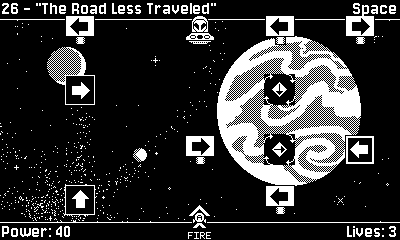 26 - "The Road Less Traveled" Space
FIRE
Power: 40 Lives: 3